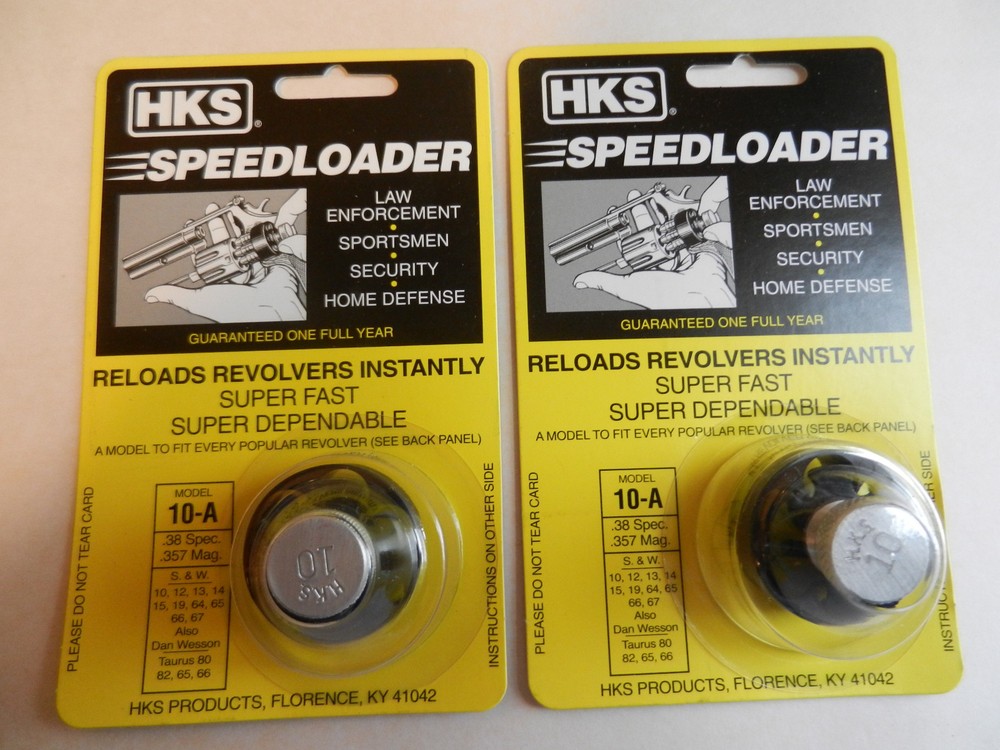 HKS®
SPEEDLOADER
LAW
ENFORCEMENT
•
SPORTSMEN
•
SECURITY
•
HOME DEFENSE
GUARANTEED ONE FULL YEAR
RELOADS REVOLVERS INSTANTLY
SUPER FAST
SUPER DEPENDABLE
A MODEL TO FIT EVERY POPULAR REVOLVER (SEE BACK PANEL)
PLEASE DO NOT TEAR CARD
MODEL
10-A
.38 Spec.
.357 Mag.
S. & W.
10, 12, 13, 14
15, 19, 64, 65
66, 67
Also
Dan Wesson
Taurus 80
82, 65, 66
H.K.S
10
INSTRUCTIONS ON OTHER SIDE
HKS PRODUCTS, FLORENCE, KY 41042
HKS®
SPEEDLOADER
LAW
ENFORCEMENT
•
SPORTSMEN
•
SECURITY
•
HOME DEFENSE
GUARANTEED ONE FULL YEAR
RELOADS REVOLVERS INSTANTLY
SUPER FAST
SUPER DEPENDABLE
A MODEL TO FIT EVERY POPULAR REVOLVER (SEE BACK PANEL)
PLEASE DO NOT TEAR CARD
MODEL
10-A
.38 Spec.
.357 Mag.
S. & W.
10, 12, 13, 14
15, 19, 64, 65
66, 67
Also
Dan Wesson
Taurus 80
82, 65, 66
H.K.S
10
SIDE
HKS PRODUCTS, FLORENCE, KY 41042